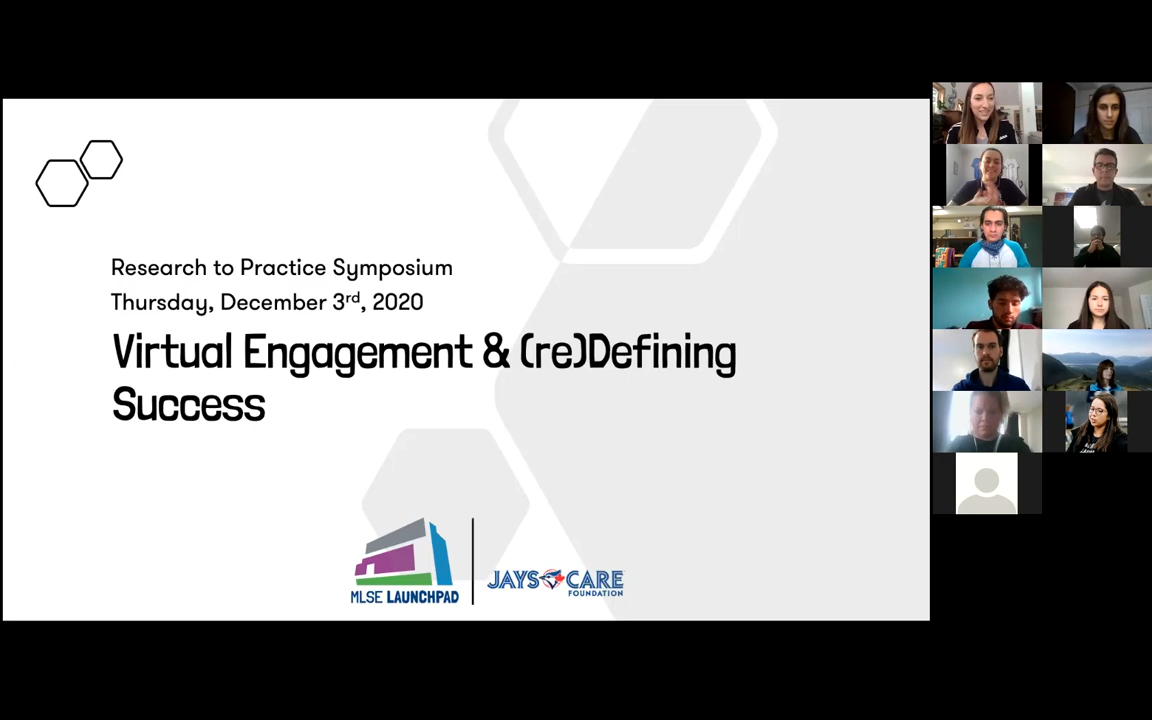 Research to Practice Symposium
Thursday, December 3rd, 2020
Virtual Engagement & (re)Defining
Success
MLSE LAUNCHPAD
JAYS CARE
FOUNDATION